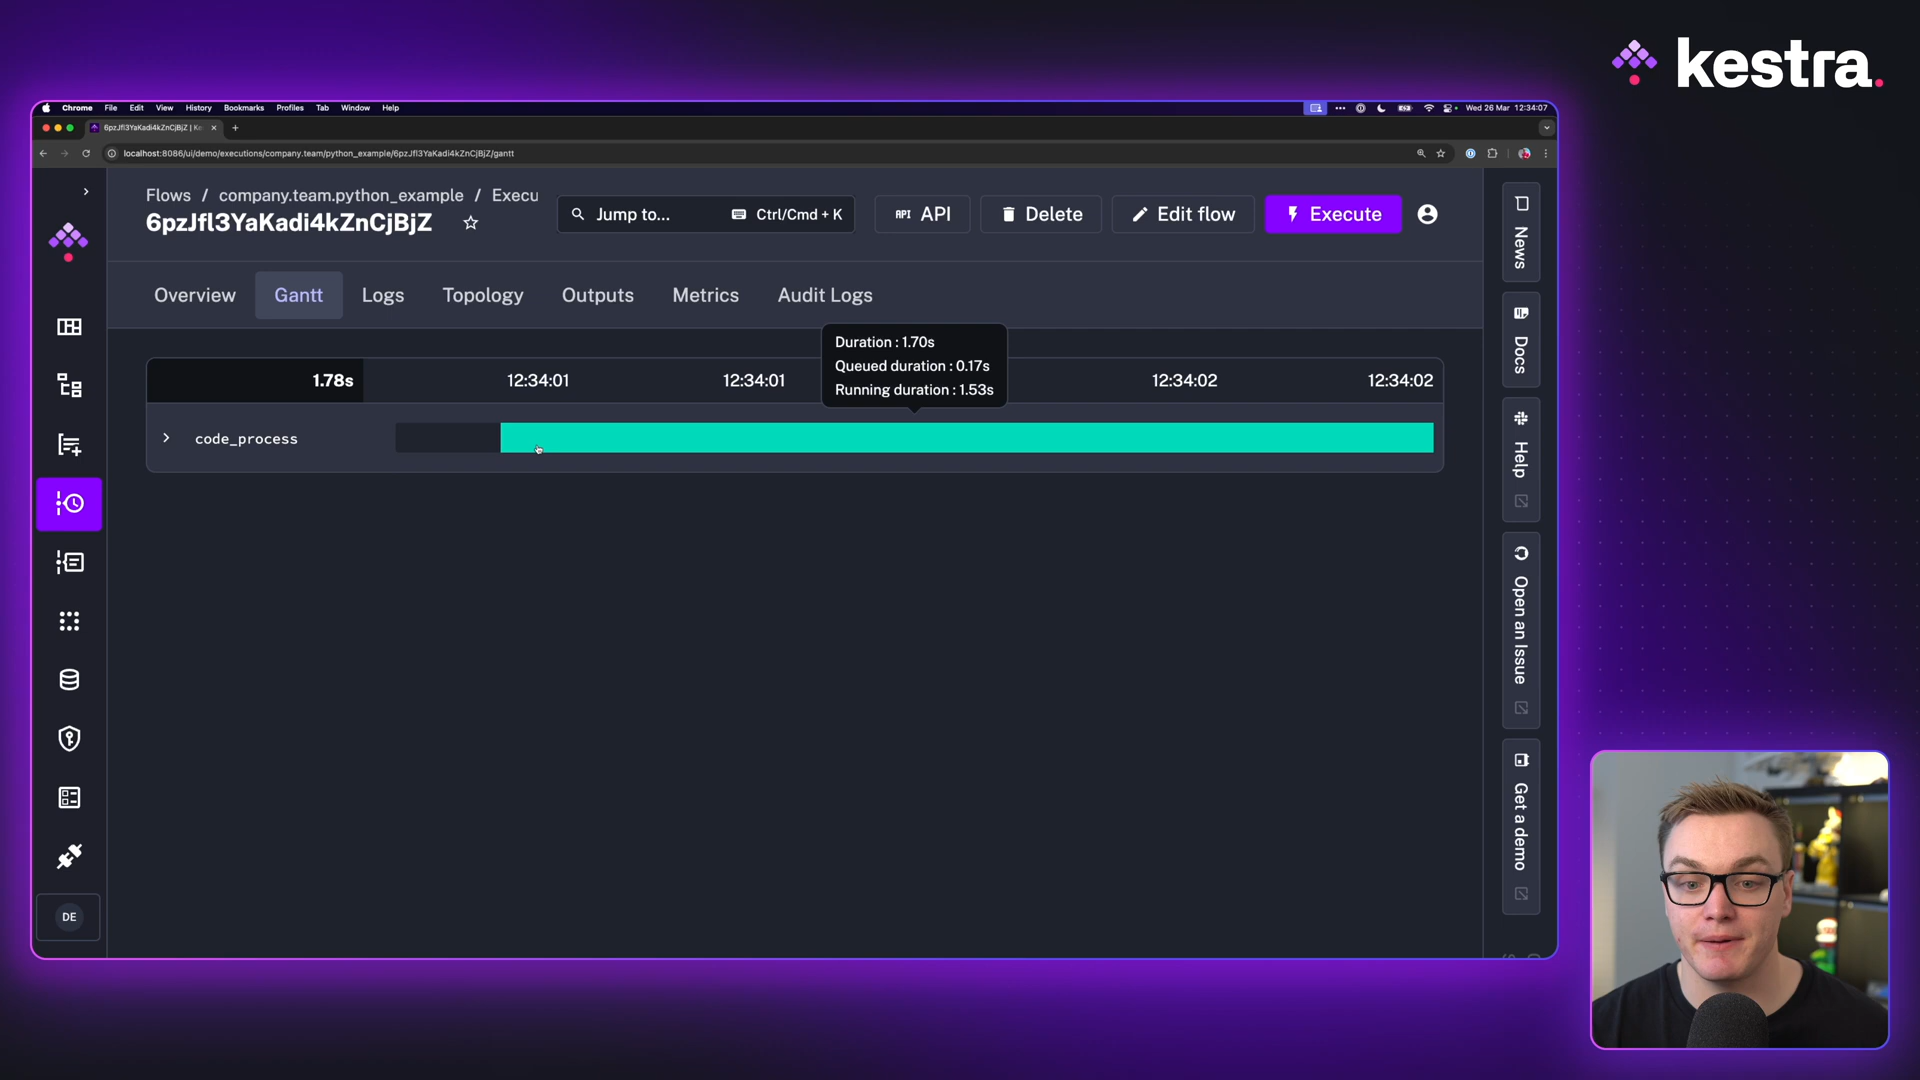 kestra.
Chrome File Edit View History Bookmarks Profiles Tab Window Help
Wed 26 Mar 12:34:07
6pzJfl3YaKadi4kZnCjBjZ | Ke
localhost:8086/ui/demo/executions/company.team/python_example/6pzJfl3YaKadi4kZnCjBjZ/gantt
Flows / company.team.python_example / Execu
6pzJfl3YaKadi4kZnCjBjZ
Jump to... Ctrl/Cmd + K
API API
Delete
Edit flow
Execute
Overview Gantt Logs Topology Outputs Metrics Audit Logs
Duration : 1.70s
Queued duration : 0.17s
Running duration : 1.53s
1.78s 12:34:01 12:34:01 12:34:02 12:34:02
code_process
News
Docs
Help
Open an Issue
Get a demo
DE